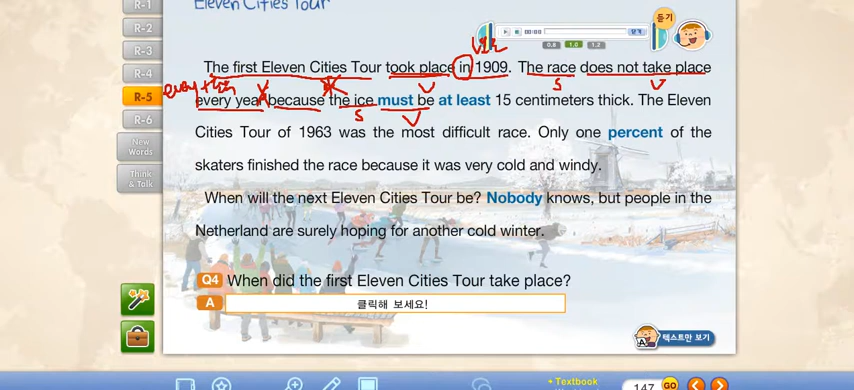 Eleven Cities Tour
R-1
R-2
R-3
R-4
R-5
R-6
New
Words
Think
& Talk
듣기
닫기
0.8 1.0 1.2
The first Eleven Cities Tour took place in 1909. The race does not take place
V S V
every year because the ice must be at least 15 centimeters thick. The Eleven
S V
Cities Tour of 1963 was the most difficult race. Only one percent of the
skaters finished the race because it was very cold and windy.
When will the next Eleven Cities Tour be? Nobody knows, but people in the
Netherland are surely hoping for another cold winter.
Q4 When did the first Eleven Cities Tour take place?
A 클릭해 보세요!
A 텍스트만 보기
Textbook
147 GO